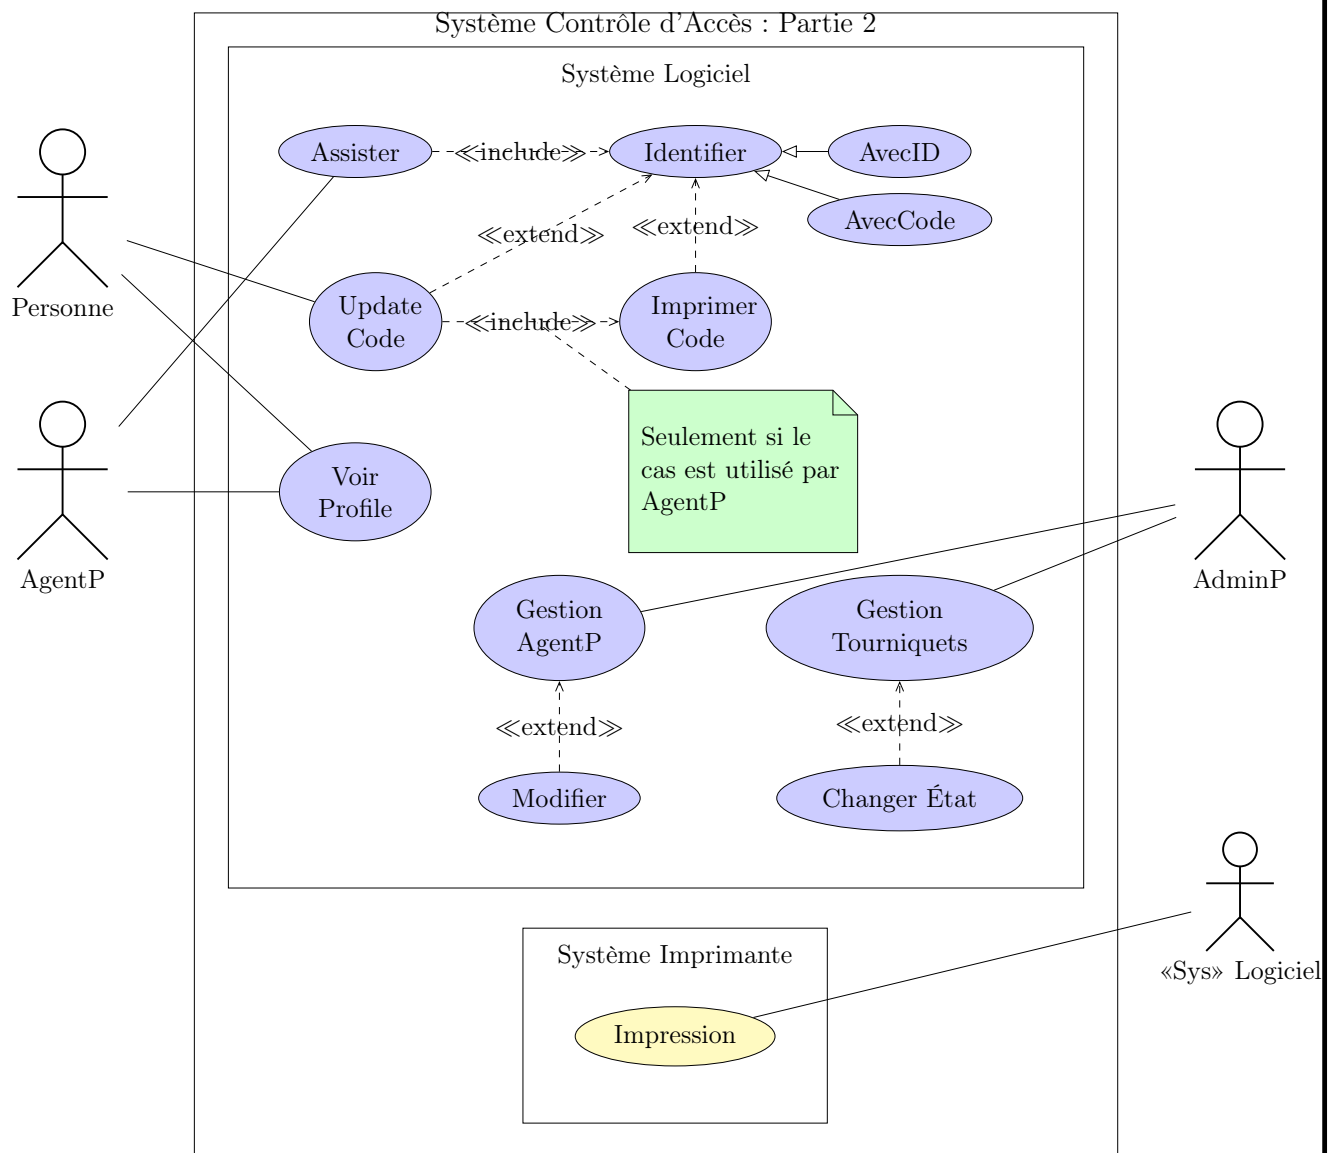 Système Contrôle d'Accès : Partie 2
Système Logiciel
Assister
≪include≫
Identifier
AvecID
AvecCode
≪extend≫
≪extend≫
Personne
Update
Code
≪include≫
Imprimer
Code
Seulement si le
cas est utilisé par
AgentP
Voir
Profile
AgentP
AdminP
Gestion
AgentP
Gestion
Tourniquets
≪extend≫
≪extend≫
Modifier
Changer État
Système Imprimante
«Sys» Logiciel
Impression